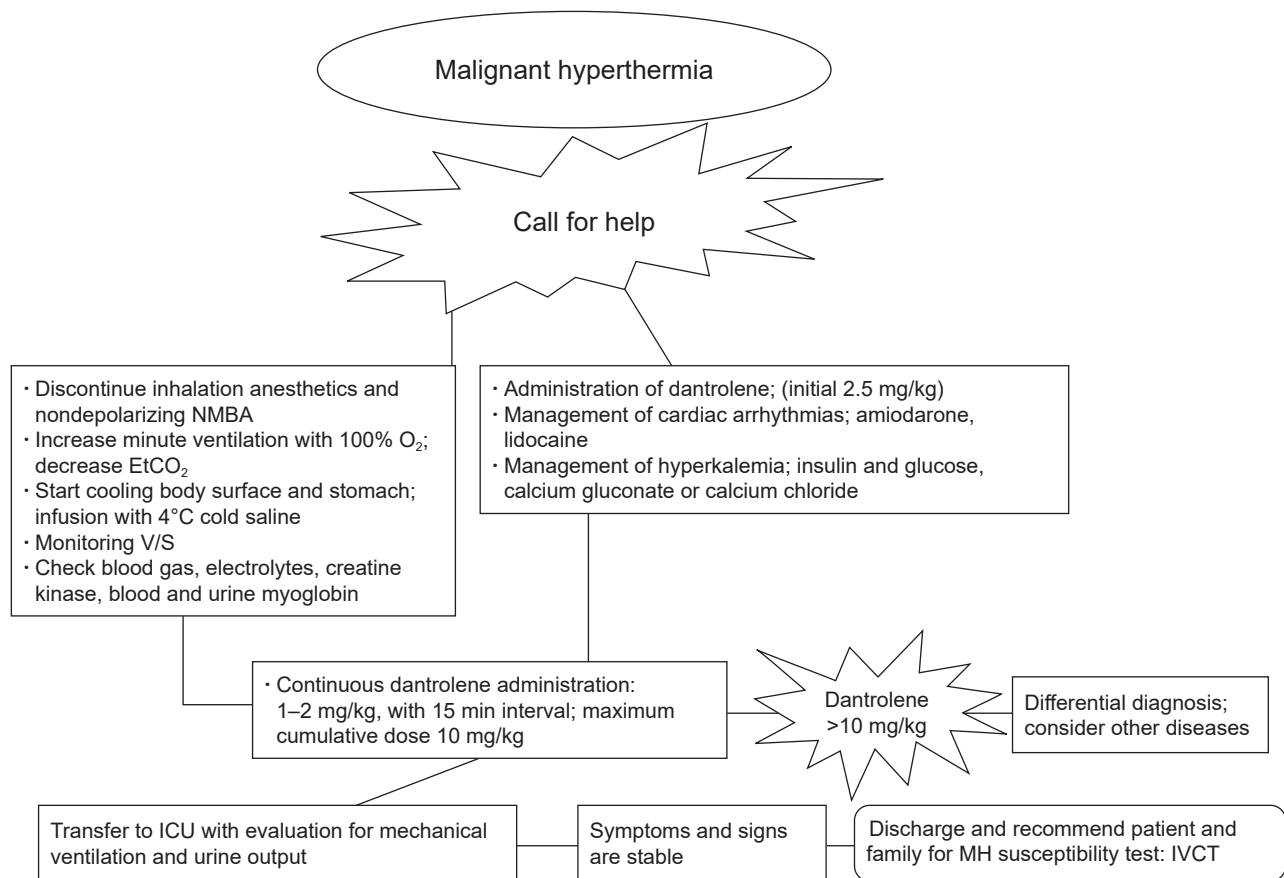 Malignant hyperthermia
Call for help
· Discontinue inhalation anesthetics and
nondepolarizing NMBA
· Increase minute ventilation with 100% O₂;
decrease EtCO₂
· Start cooling body surface and stomach;
infusion with 4°C cold saline
· Monitoring V/S
· Check blood gas, electrolytes, creatine
kinase, blood and urine myoglobin
· Administration of dantrolene; (initial 2.5 mg/kg)
· Management of cardiac arrhythmias; amiodarone,
lidocaine
· Management of hyperkalemia; insulin and glucose,
calcium gluconate or calcium chloride
· Continuous dantrolene administration:
1–2 mg/kg, with 15 min interval; maximum
cumulative dose 10 mg/kg
Dantrolene
>10 mg/kg
Differential diagnosis;
consider other diseases
Transfer to ICU with evaluation for mechanical
ventilation and urine output
Symptoms and signs
are stable
Discharge and recommend patient and
family for MH susceptibility test: IVCT